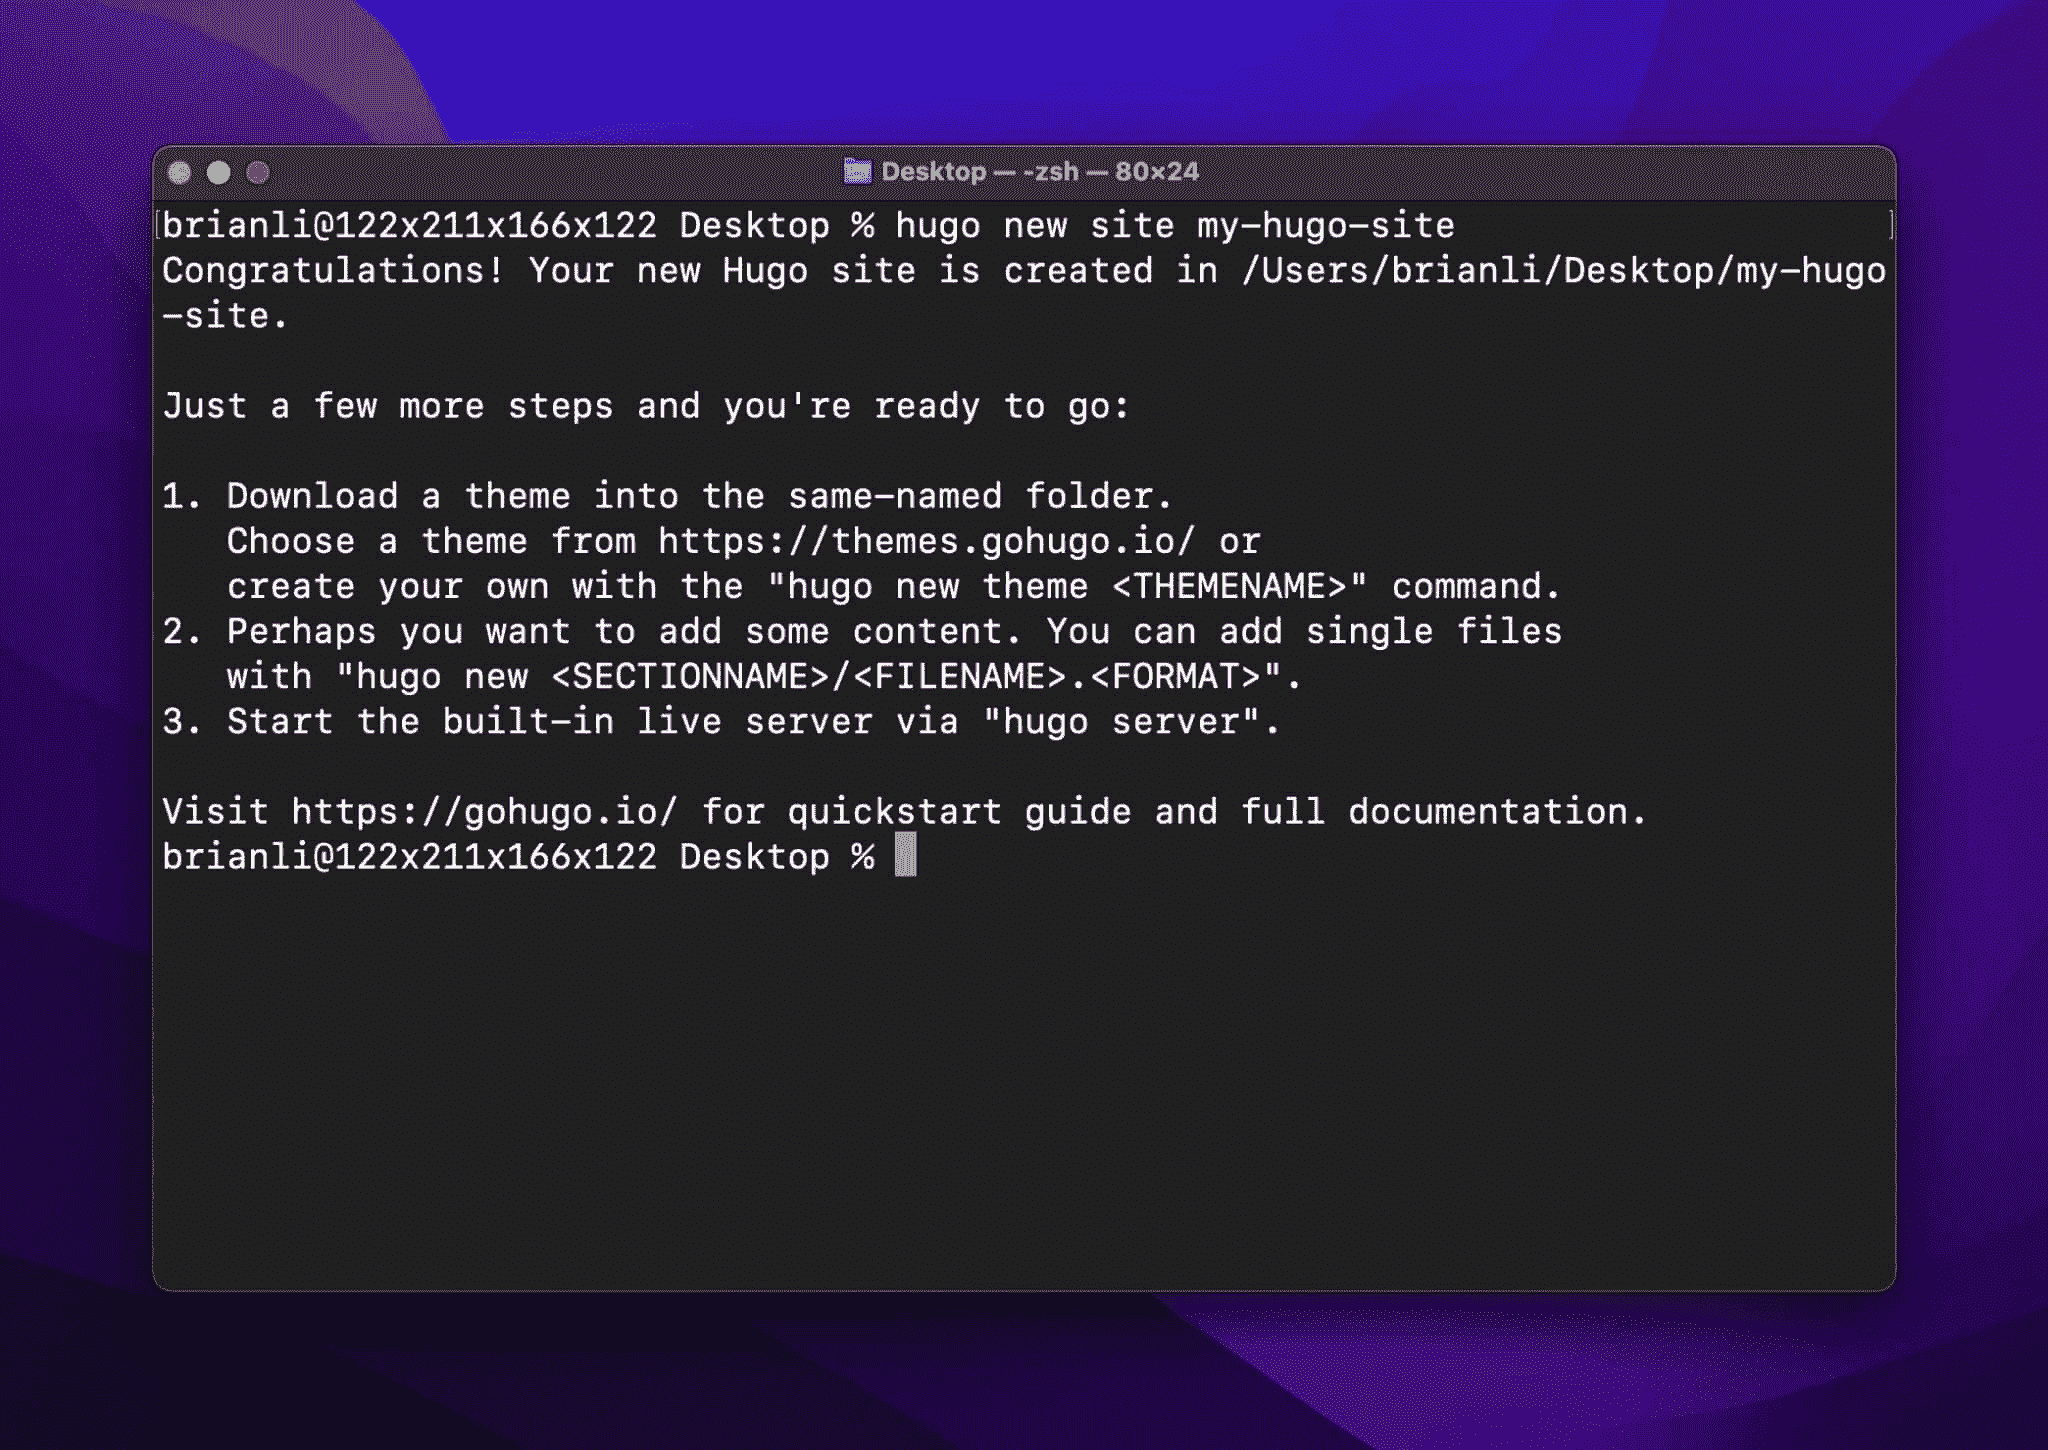 Desktop — -zsh — 80×24
[brianli@122x211x166x122 Desktop % hugo new site my-hugo-site ]
Congratulations! Your new Hugo site is created in /Users/brianli/Desktop/my-hugo
-site.
Just a few more steps and you're ready to go:
1. Download a theme into the same-named folder.
Choose a theme from https://themes.gohugo.io/ or
create your own with the "hugo new theme <THEMENAME>" command.
2. Perhaps you want to add some content. You can add single files
with "hugo new <SECTIONNAME>/<FILENAME>.<FORMAT>".
3. Start the built-in live server via "hugo server".
Visit https://gohugo.io/ for quickstart guide and full documentation.
brianli@122x211x166x122 Desktop %